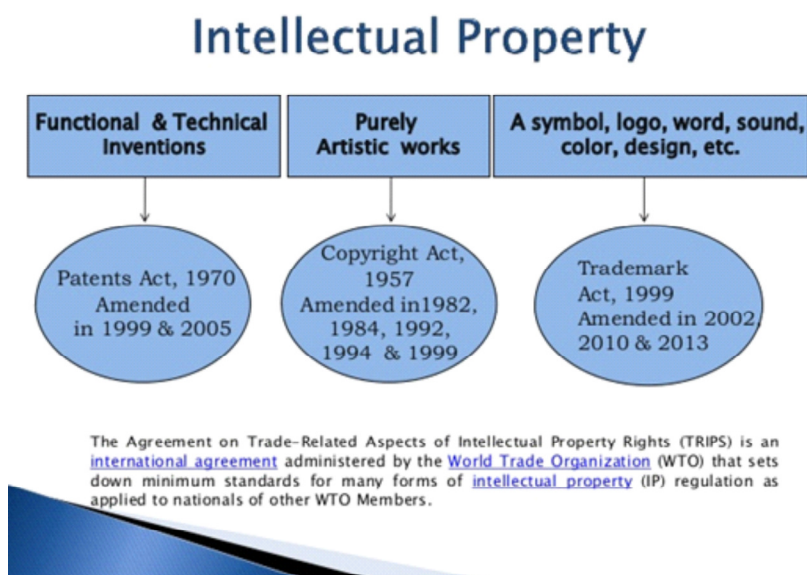 Intellectual Property
Functional & Technical
Inventions
Purely
Artistic works
A symbol, logo, word, sound,
color, design, etc.
Patents Act, 1970
Amended
in 1999 & 2005
Copyright Act,
1957
Amended in1982,
1984, 1992,
1994 & 1999
Trademark
Act, 1999
Amended in 2002,
2010 & 2013
The Agreement on Trade-Related Aspects of Intellectual Property Rights (TRIPS) is an
international agreement administered by the World Trade Organization (WTO) that sets
down minimum standards for many forms of intellectual property (IP) regulation as
applied to nationals of other WTO Members.